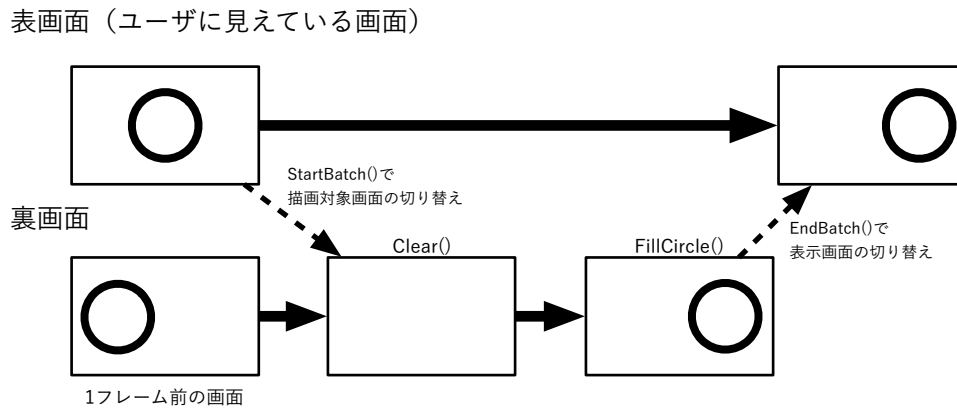 表画面（ユーザに見えている画面）
StartBatch()で
描画対象画面の切り替え
裏画面
Clear()
FillCircle()
EndBatch()で
表示画面の切り替え
1フレーム前の画面